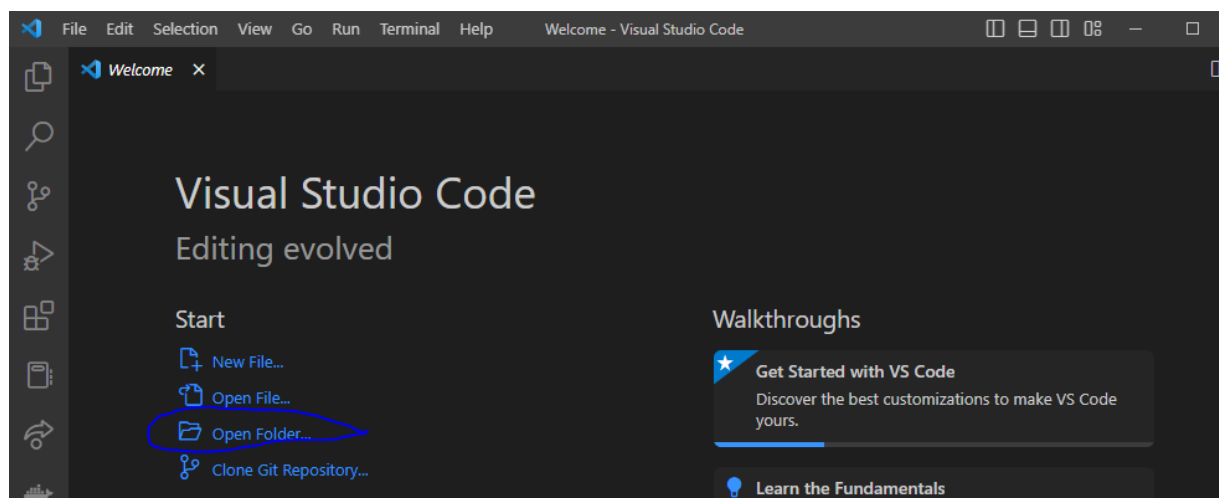 File Edit Selection View Go Run Terminal Help Welcome - Visual Studio Code
Welcome
Visual Studio Code
Editing evolved
Start
New File...
Open File...
Open Folder...
Clone Git Repository...
Walkthroughs
Get Started with VS Code
Discover the best customizations to make VS Code
yours.
Learn the Fundamentals